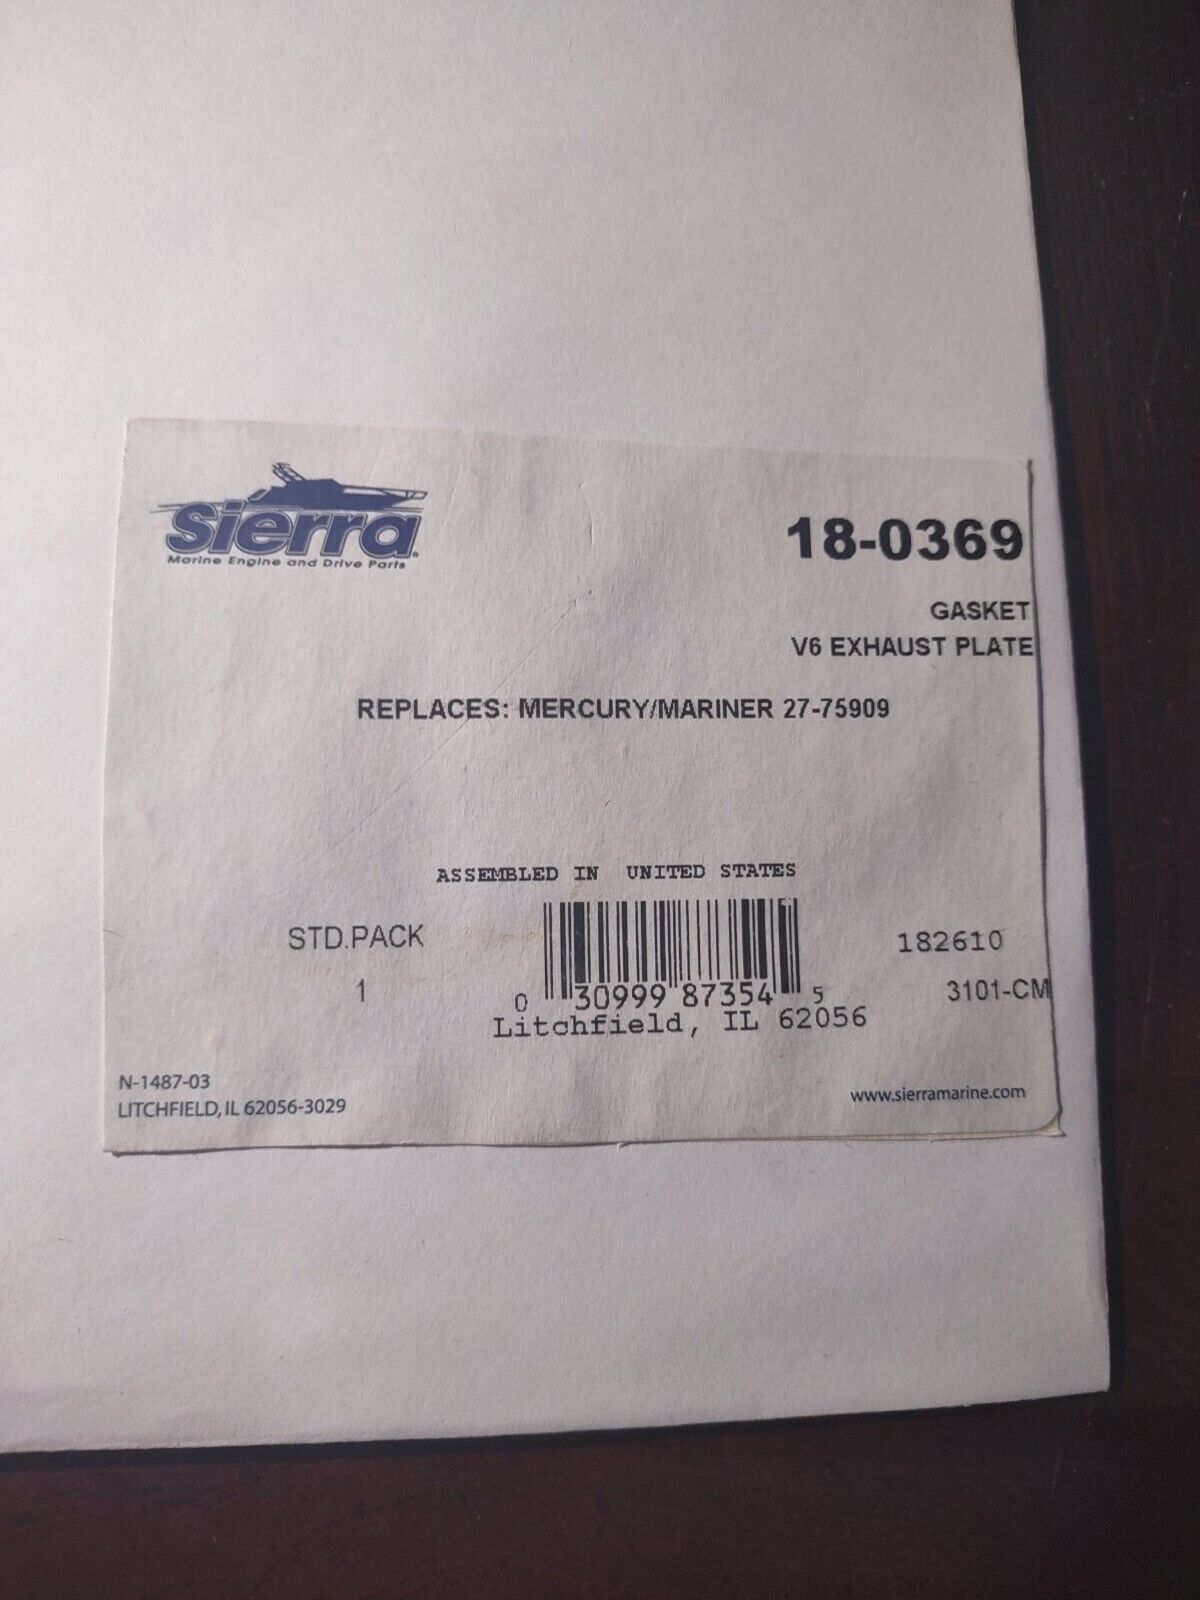 Sierra
Marine Engine and Drive Parts
18-0369
GASKET
V6 EXHAUST PLATE
REPLACES: MERCURY/MARINER 27-75909
ASSEMBLED IN UNITED STATES
STD.PACK
1
0 30999 87354 5
Litchfield, IL 62056
182610
3101-CM
N-1487-03
LITCHFIELD, IL 62056-3029
www.sierramarine.com